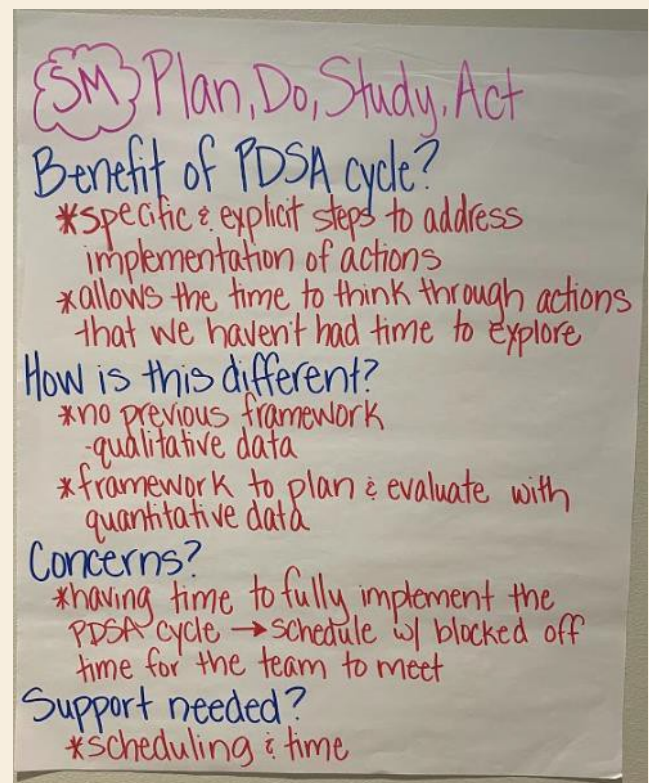 SM Plan, Do, Study, Act
Benefit of PDSA cycle?
*specific & explicit steps to address
implementation of actions
*allows the time to think through actions
that we haven't had time to explore
How is this different?
*no previous framework
-qualitative data
*framework to plan & evaluate with
quantitative data
Concerns?
*having time to fully implement the
PDSA cycle → schedule w/ blocked off
time for the team to meet
Support needed?
*scheduling & time